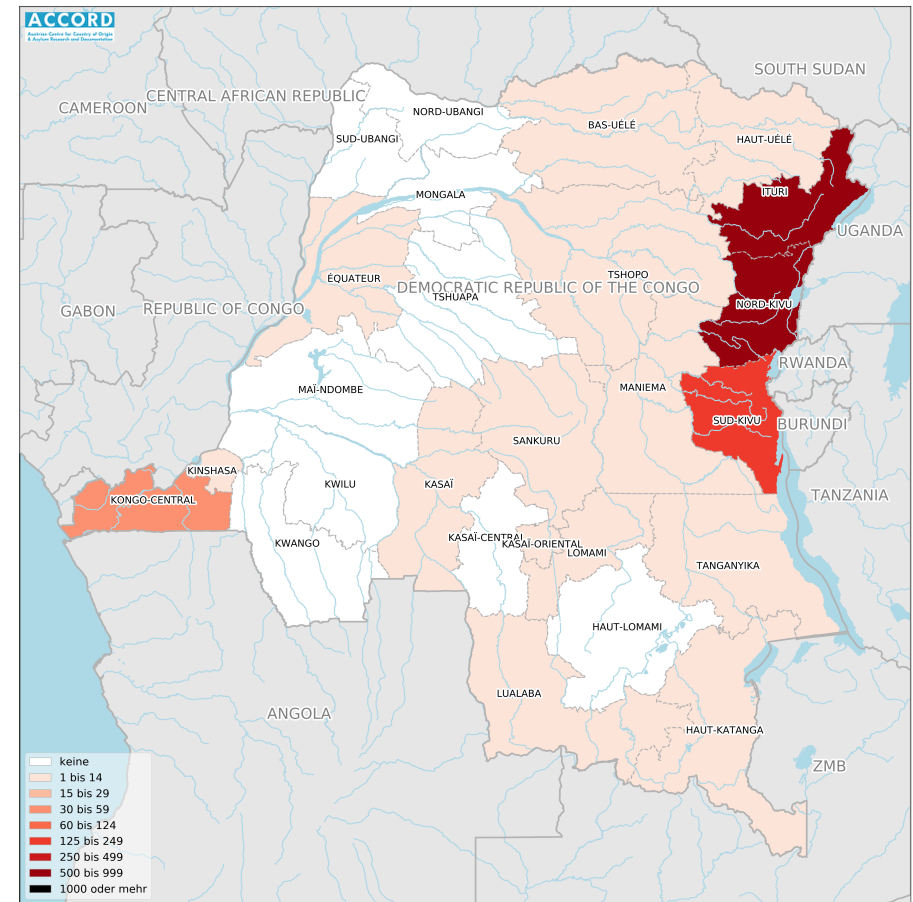 ACCORD
Austrian Centre for Country of Origin
& Asylum Research and Documentation
SOUTH SUDAN
CENTRAL AFRICAN REPUBLIC
CAMEROON
NORD-UBANGI
BAS-UÉLÉ
SUD-UBANGI
HAUT-UÉLÉ
MONGALA
ITURI
UGANDA
TSHOPO
ÉQUATEUR
DEMOCRATIC REPUBLIC OF THE CONGO
TSHUAPA
NORD-KIVU
GABON
REPUBLIC OF CONGO
RWANDA
MAÏ-NDOMBE
MANIEMA
SUD-KIVU
BURUNDI
SANKURU
KINSHASA
KWILU
KASAÏ
TANZANIA
KONGO-CENTRAL
KASAÏ-CENTRAL
KASAÏ-ORIENTAL
KWANGO
LOMAMI
TANGANYIKA
HAUT-LOMAMI
LUALABA
ANGOLA
HAUT-KATANGA
ZMB
keine
1 bis 14
15 bis 29
30 bis 59
60 bis 124
125 bis 249
250 bis 499
500 bis 999
1000 oder mehr